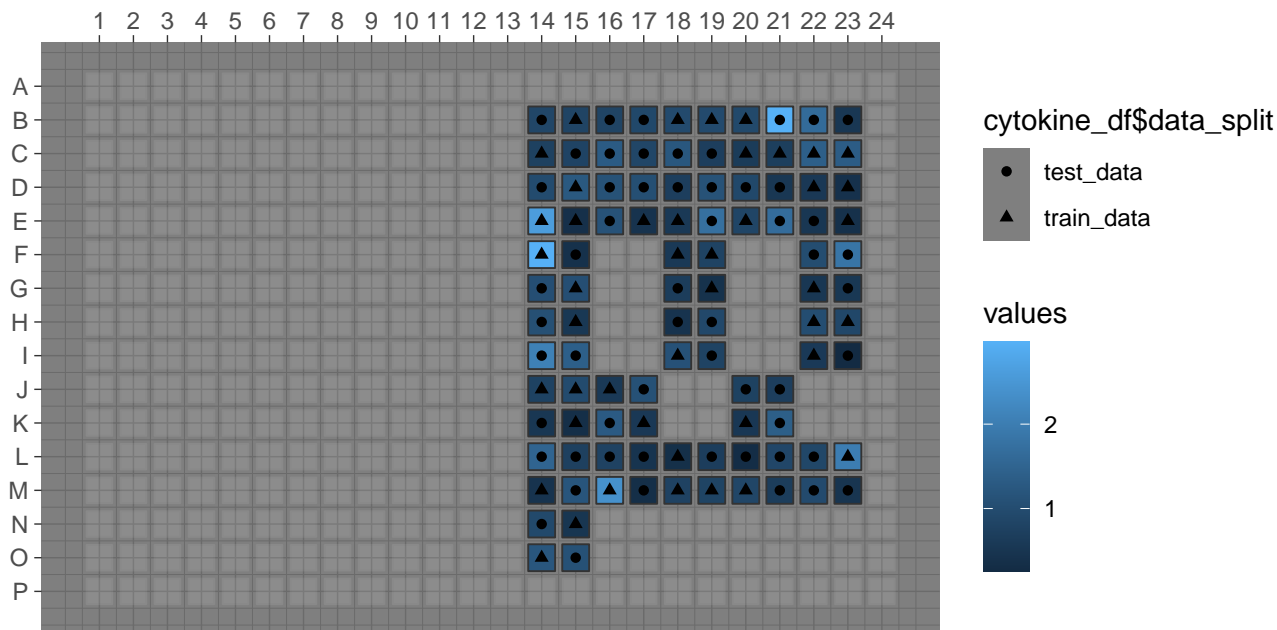 1 2 3 4 5 6 7 8 9 10 11 12 13 14 15 16 17 18 19 20 21 22 23 24
A
B
C
D
E
F
G
H
I
J
K
L
M
N
O
P
cytokine_df$data_split
test_data
train_data
values
2
1